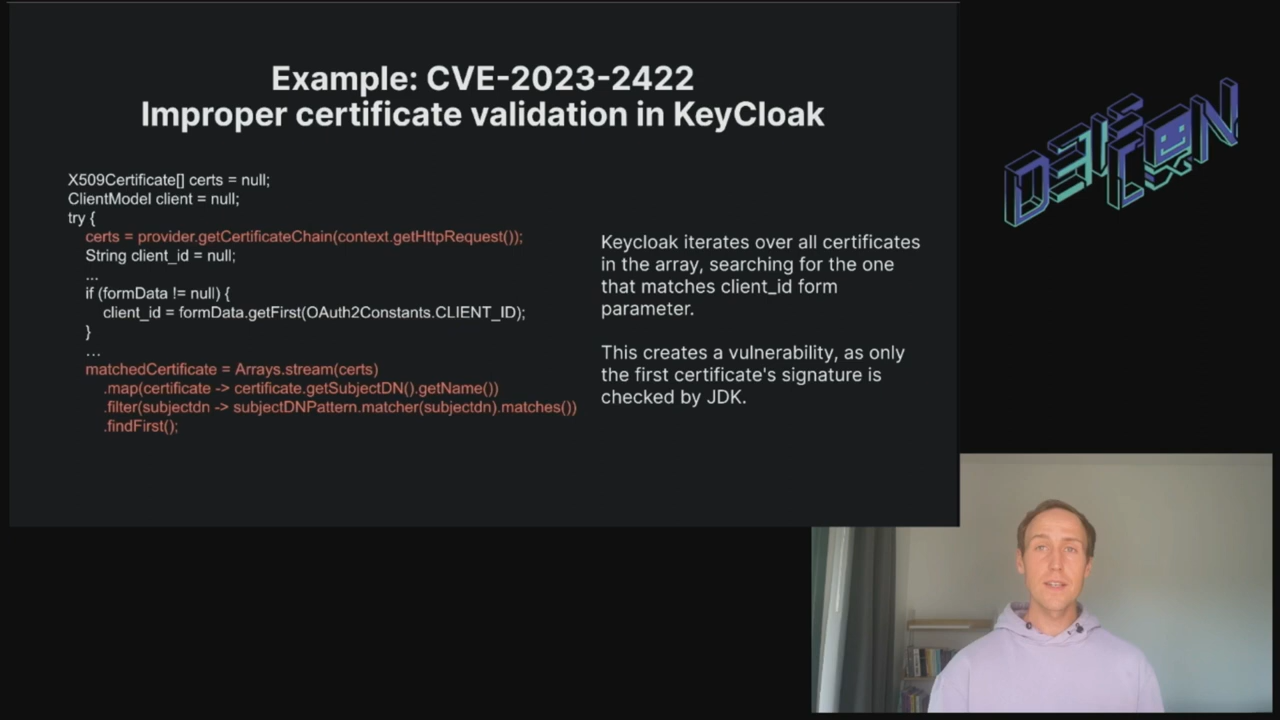 Example: CVE-2023-2422
Improper certificate validation in KeyCloak
X509Certificate[] certs = null;
ClientModel client = null;
try {
certs = provider.getCertificateChain(context.getHttpRequest());
String client_id = null;
...
if (formData != null) {
client_id = formData.getFirst(OAuth2Constants.CLIENT_ID);
}
...
matchedCertificate = Arrays.stream(certs)
.map(certificate -> certificate.getSubjectDN().getName())
.filter(subjectdn -> subjectDNPattern.matcher(subjectdn).matches())
.findFirst();
Keycloak iterates over all certificates
in the array, searching for the one
that matches client_id form
parameter.
This creates a vulnerability, as only
the first certificate's signature is
checked by JDK.